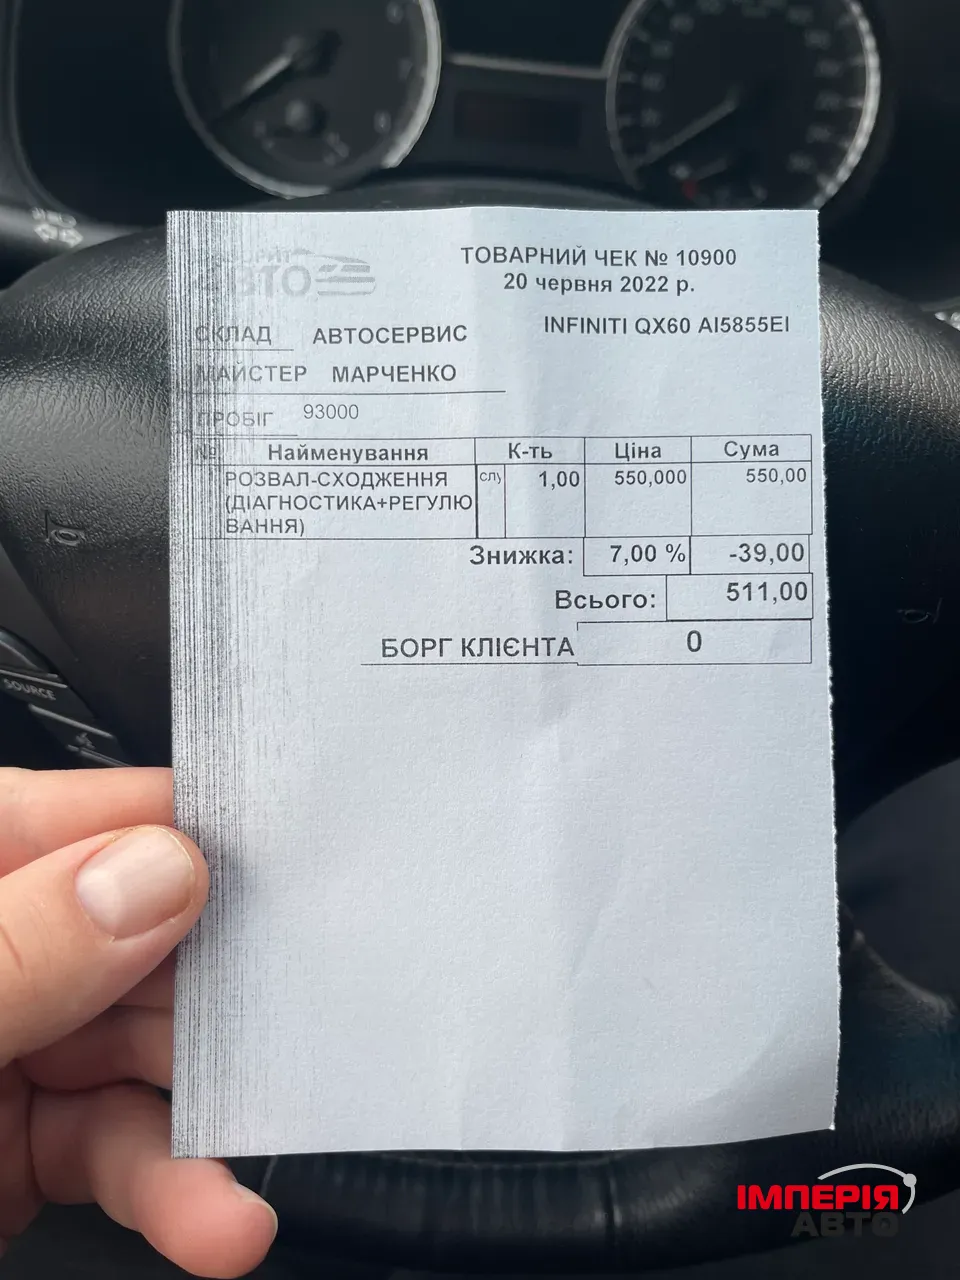 АВТО
ТОВАРНИЙ ЧЕК № 10900
20 червня 2022 р.
СКЛАД АВТОСЕРВИС
INFINITI QX60 AI5855EI
МАЙСТЕР МАРЧЕНКО
ПРОБІГ 93000
№ Найменування К-ть Ціна Сума
РОЗВАЛ-СХОДЖЕННЯ слу 1,00 550,000 550,00
(ДІАГНОСТИКА+РЕГУЛЮ
ВАННЯ)
Знижка: 7,00 % -39,00
Всього: 511,00
БОРГ КЛІЄНТА 0
SOURCE
ІМПЕРІЯ
АВТО